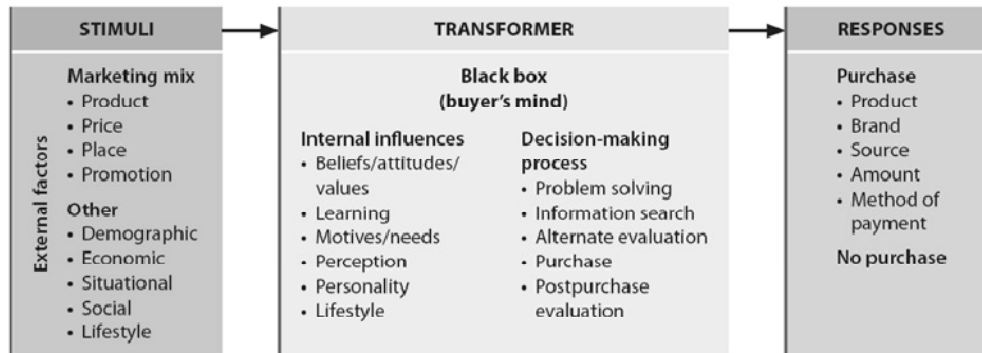 STIMULI
TRANSFORMER
RESPONSES
External factors
Marketing mix
• Product
• Price
• Place
• Promotion
Other
• Demographic
• Economic
• Situational
• Social
• Lifestyle
Black box
(buyer's mind)
Internal influences
• Beliefs/attitudes/
values
• Learning
• Motives/needs
• Perception
• Personality
• Lifestyle
Decision-making
process
• Problem solving
• Information search
• Alternate evaluation
• Purchase
• Postpurchase
evaluation
Purchase
• Product
• Brand
• Source
• Amount
• Method of
payment
No purchase